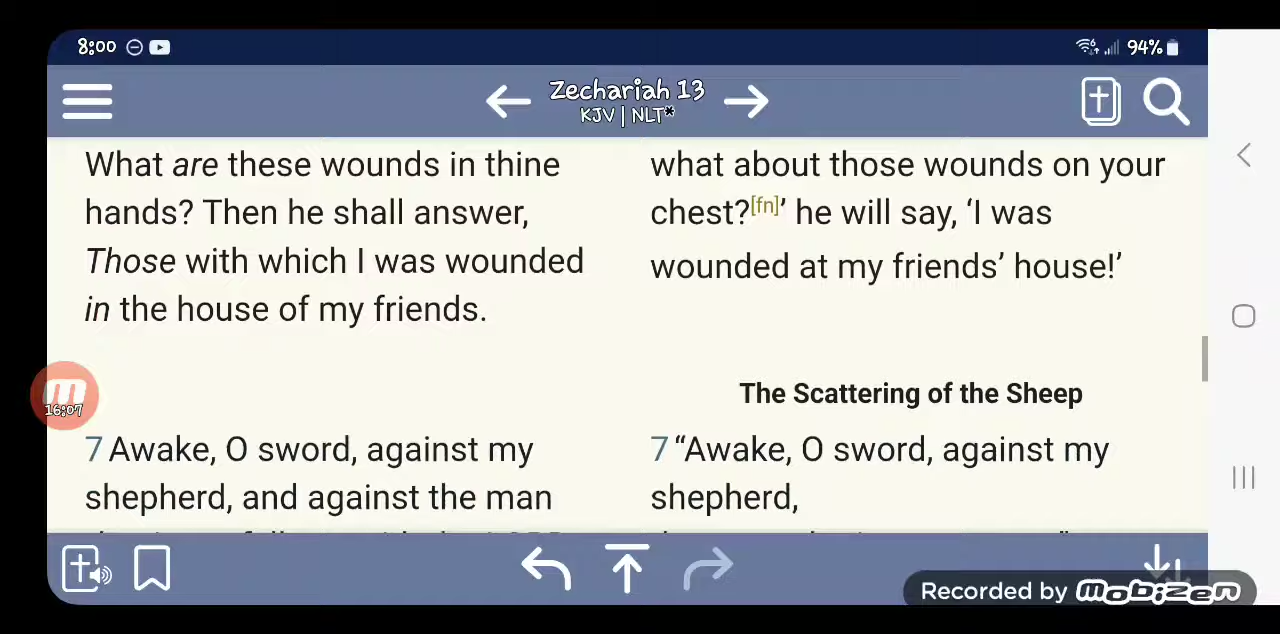 8:00 94%
Zechariah 13
KJV | NLT*
What are these wounds in thine
hands? Then he shall answer,
Those with which I was wounded
in the house of my friends.
7 Awake, O sword, against my
shepherd, and against the man
what about those wounds on your
chest?[fn]’ he will say, ‘I was
wounded at my friends’ house!’
The Scattering of the Sheep
7 “Awake, O sword, against my
shepherd,
16:07
Recorded by mobizen